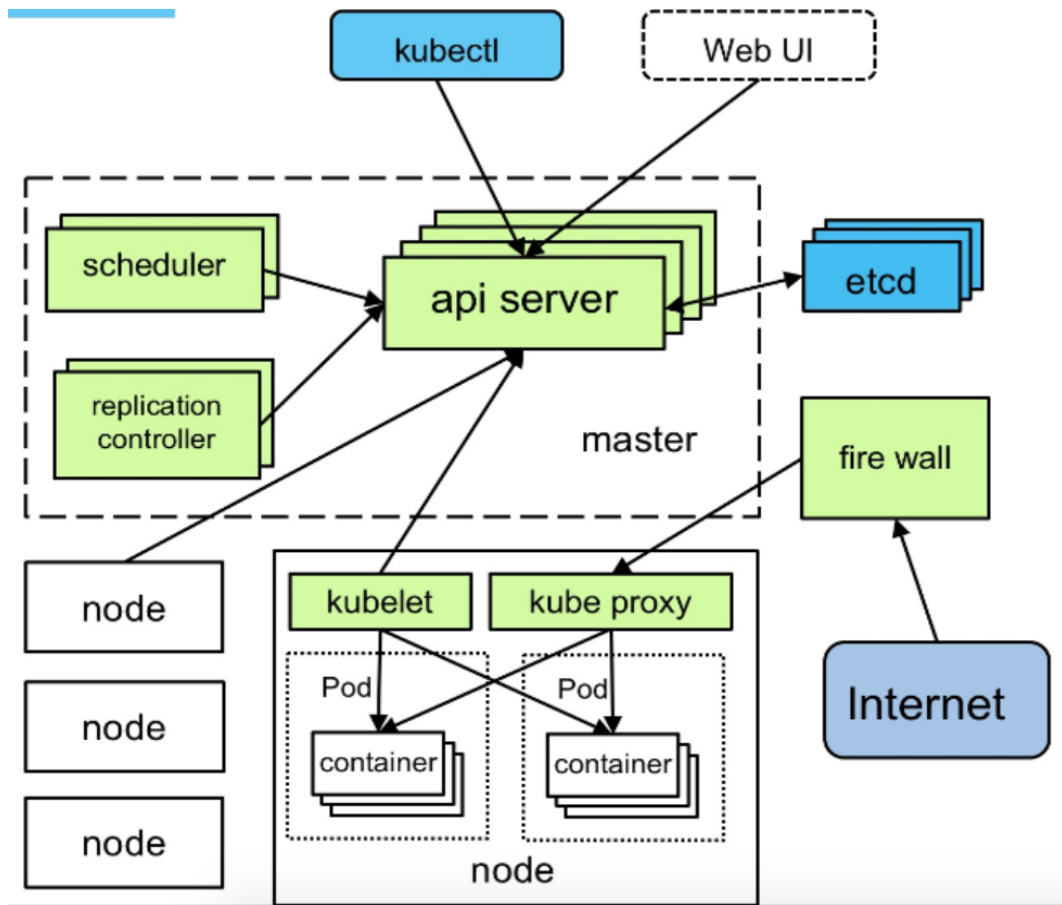 kubectl
Web UI
scheduler
api server
etcd
replication
controller
master
fire wall
node
kubelet
kube proxy
Pod
Pod
container
container
node
node
node
Internet